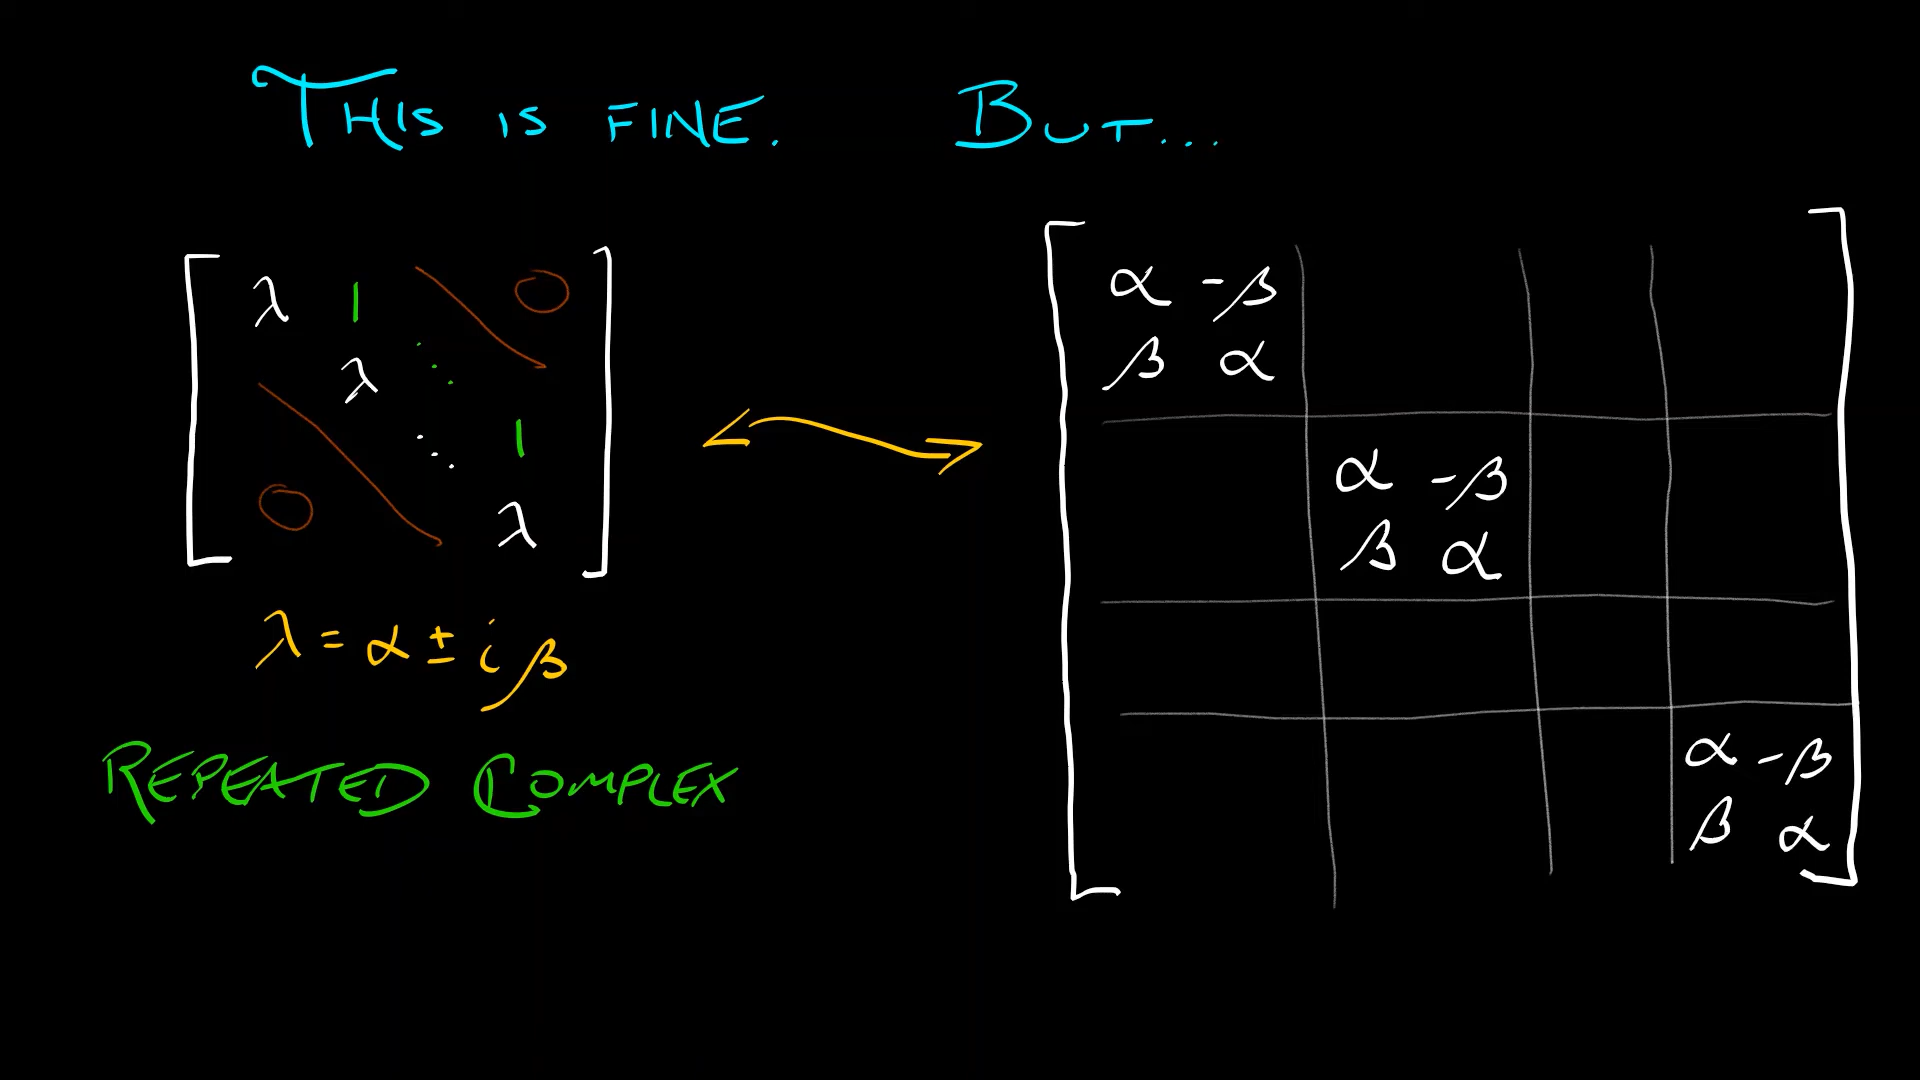 THIS IS FINE. BUT...
λ 1 0
λ ⋱
⋱ 1
0 λ
λ = α ± iβ
REPEATED COMPLEX
α -β
β α
α -β
β α
α -β
β α